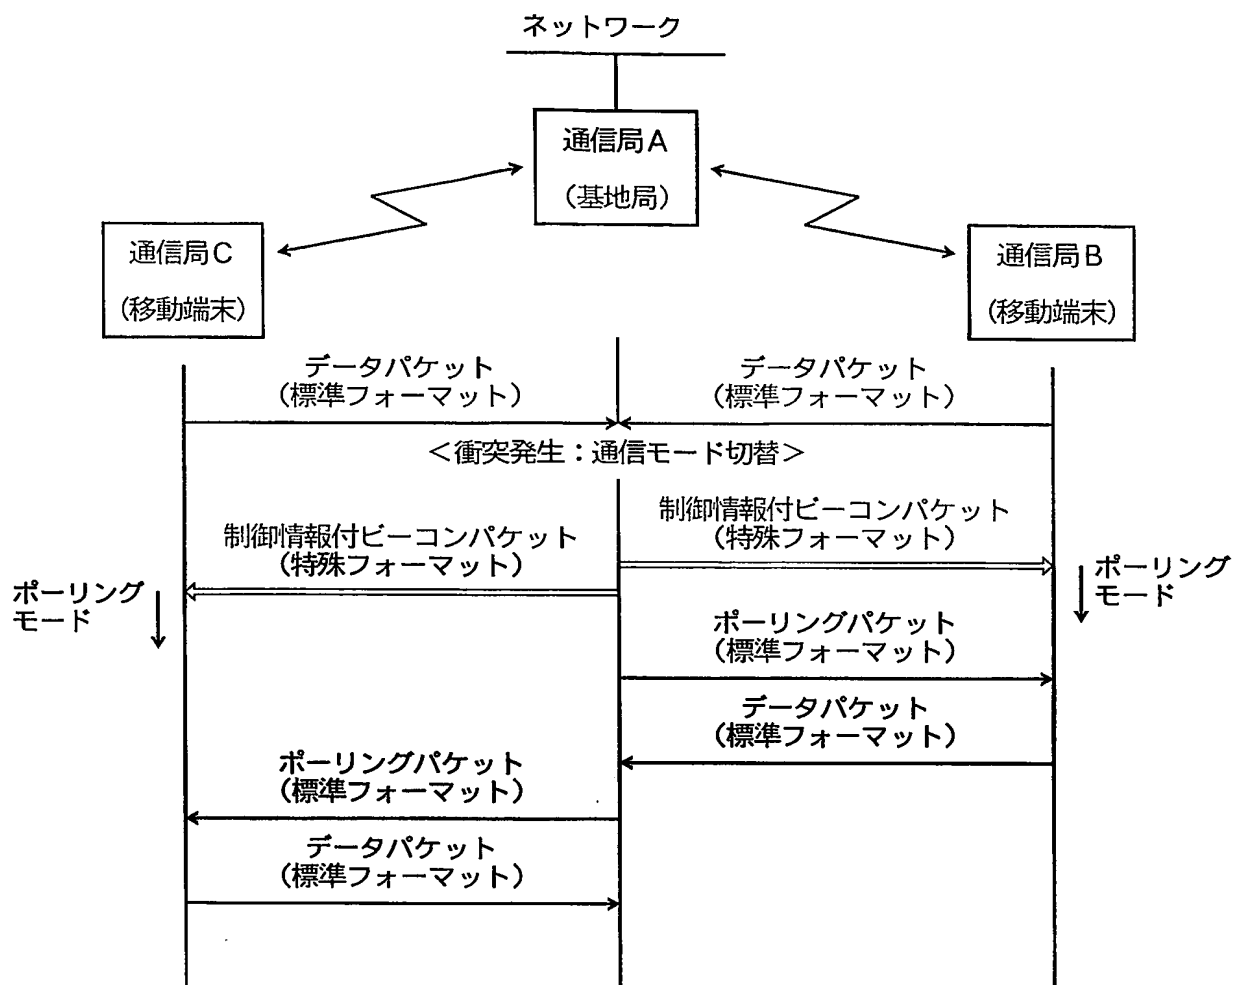 ネットワーク
通信局A
(基地局)
通信局C
(移動端末)
通信局B
(移動端末)
データパケット
(標準フォーマット)
データパケット
(標準フォーマット)
<衝突発生:通信モード切替>
制御情報付ビーコンパケット
(特殊フォーマット)
制御情報付ビーコンパケット
(特殊フォーマット)
ポーリング
モード
ポーリング
モード
ポーリングパケット
(標準フォーマット)
データパケット
(標準フォーマット)
ポーリングパケット
(標準フォーマット)
データパケット
(標準フォーマット)